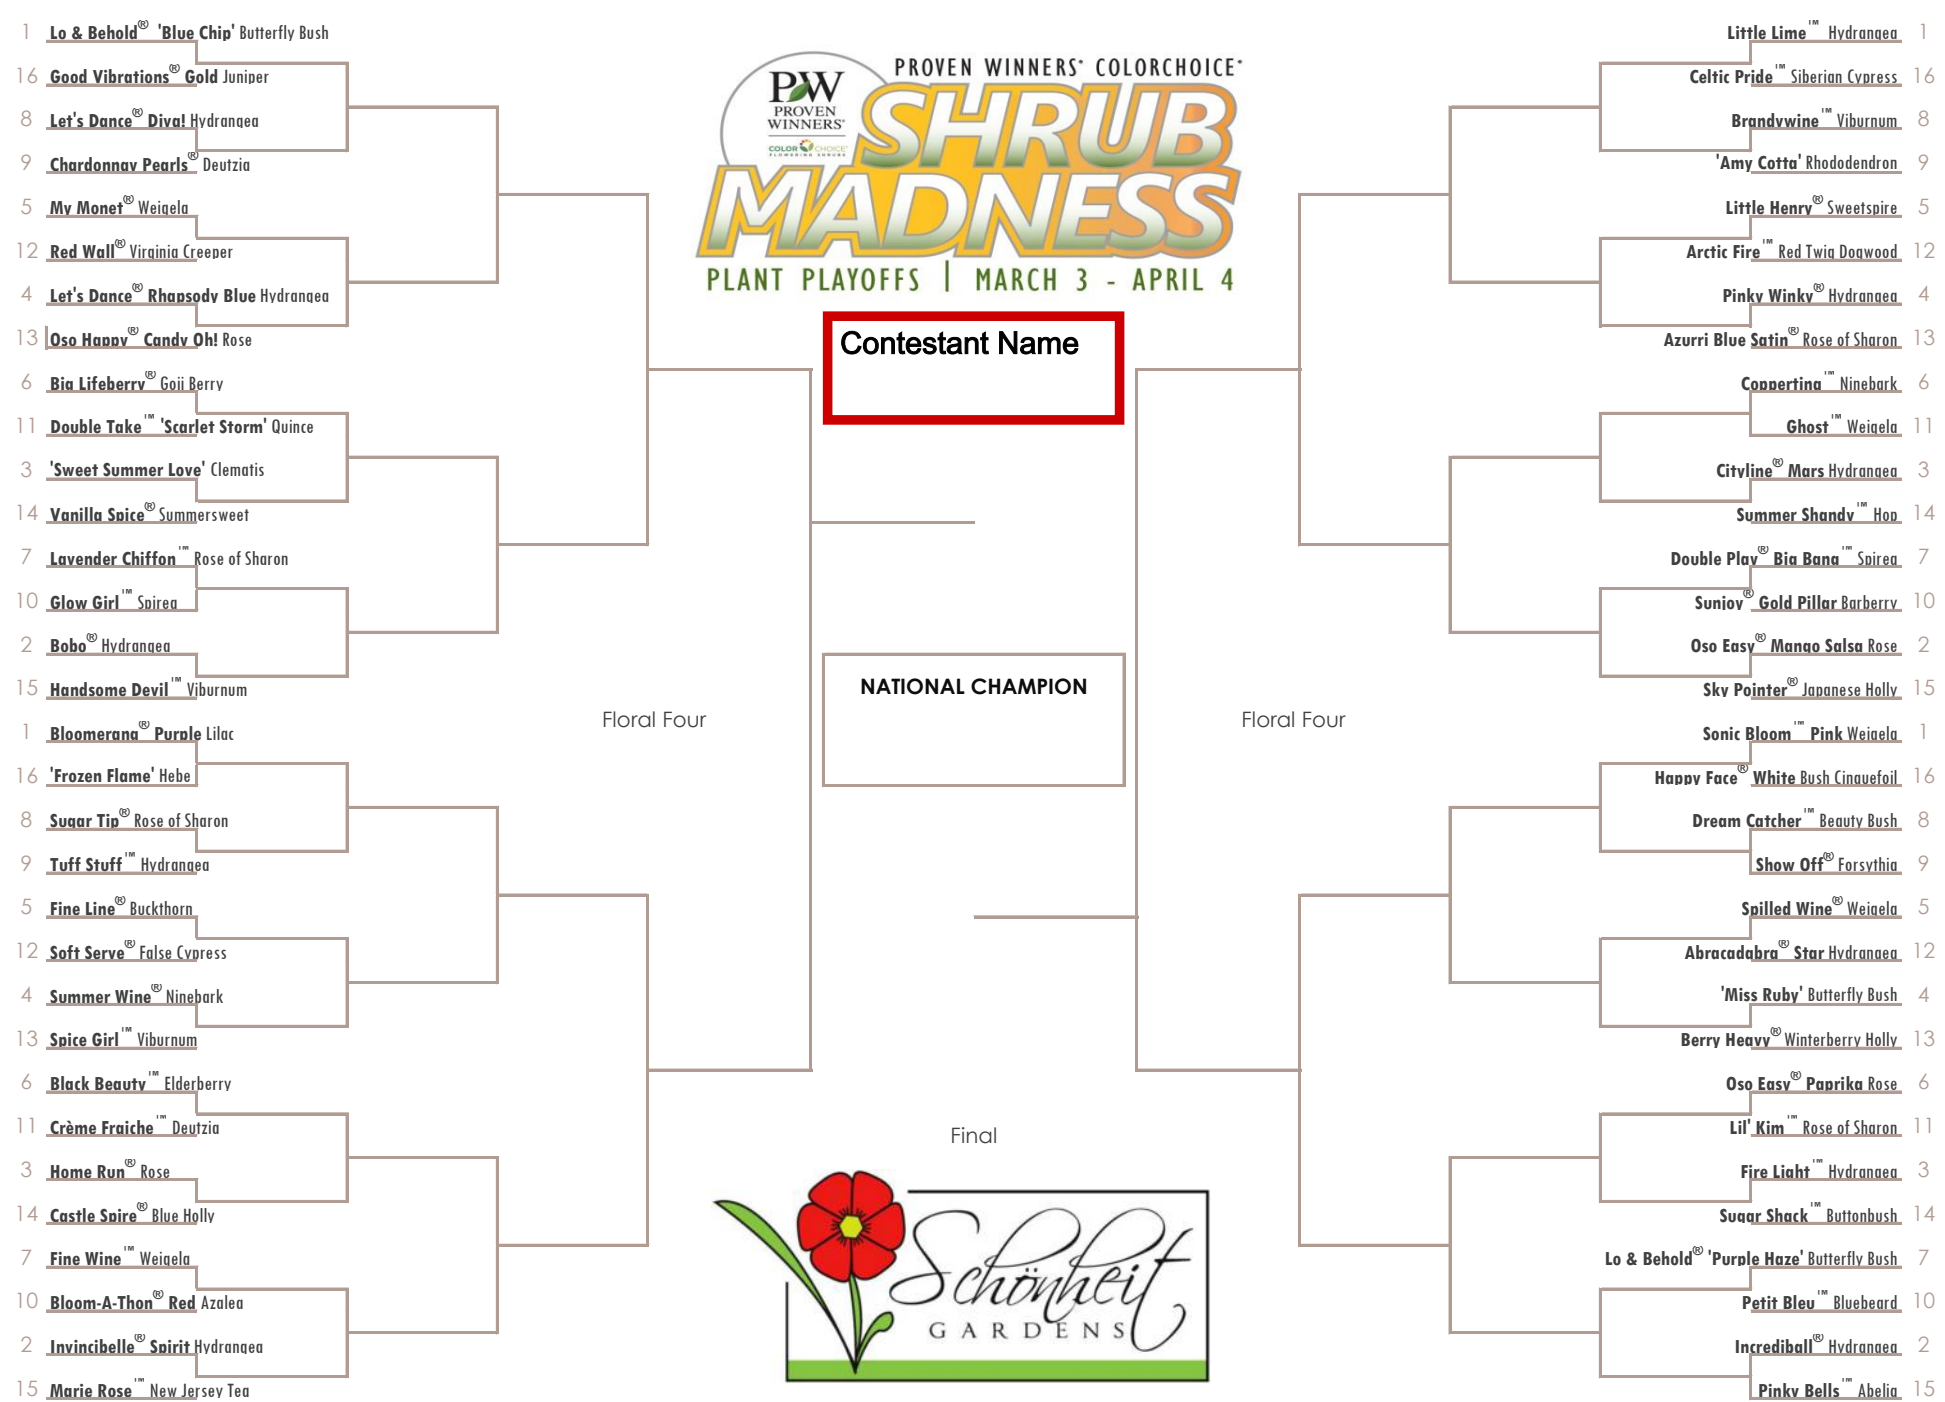 1 Lo & Behold® 'Blue Chip' Butterfly Bush
16 Good Vibrations® Gold Juniper
8 Let's Dance® Diva! Hydrangea
9 Chardonnay Pearls® Deutzia
5 My Monet® Weigela
12 Red Wall® Virginia Creeper
4 Let's Dance® Rhapsody Blue Hydrangea
13 Oso Happy® Candy Oh! Rose
6 Big Lifeberry® Goji Berry
11 Double Take™ 'Scarlet Storm' Quince
3 'Sweet Summer Love' Clematis
14 Vanilla Spice® Summersweet
7 Lavender Chiffon™ Rose of Sharon
10 Glow Girl™ Spirea
2 Bobo® Hydrangea
15 Handsome Devil™ Viburnum
1 Bloomerang® Purple Lilac
16 'Frozen Flame' Hebe
8 Sugar Tip® Rose of Sharon
9 Tuff Stuff™ Hydrangea
5 Fine Line® Buckthorn
12 Soft Serve® False Cypress
4 Summer Wine® Ninebark
13 Spice Girl™ Viburnum
6 Black Beauty™ Elderberry
11 Crème Fraiche™ Deutzia
3 Home Run® Rose
14 Castle Spire® Blue Holly
7 Fine Wine™ Weigela
10 Bloom-A-Thon® Red Azalea
2 Invincibelle® Spirit Hydrangea
15 Marie Rose™ New Jersey Tea
PROVEN WINNERS® COLORCHOICE®
PW
PROVEN
WINNERS®
COLOR CHOICE®
FLOWERING SHRUBS
SHRUB
MADNESS
PLANT PLAYOFFS | MARCH 3 - APRIL 4
Contestant Name
NATIONAL CHAMPION
Floral Four
Floral Four
Final
Schönheit
GARDENS
Little Lime™ Hydrangea 1
Celtic Pride™ Siberian Cypress 16
Brandywine™ Viburnum 8
'Amy Cotta' Rhododendron 9
Little Henry® Sweetspire 5
Arctic Fire™ Red Twig Dogwood 12
Pinky Winky® Hydrangea 4
Azurri Blue Satin® Rose of Sharon 13
Coppertina™ Ninebark 6
Ghost™ Weigela 11
Cityline® Mars Hydrangea 3
Summer Shandy™ Hop 14
Double Play® Big Bang™ Spirea 7
Sunjoy® Gold Pillar Barberry 10
Oso Easy® Mango Salsa Rose 2
Sky Pointer® Japanese Holly 15
Sonic Bloom™ Pink Weigela 1
Happy Face® White Bush Cinquefoil 16
Dream Catcher™ Beauty Bush 8
Show Off® Forsythia 9
Spilled Wine® Weigela 5
Abracadabra® Star Hydrangea 12
'Miss Ruby' Butterfly Bush 4
Berry Heavy® Winterberry Holly 13
Oso Easy® Paprika Rose 6
Lil' Kim™ Rose of Sharon 11
Fire Light™ Hydrangea 3
Sugar Shack™ Buttonbush 14
Lo & Behold® 'Purple Haze' Butterfly Bush 7
Petit Bleu™ Bluebeard 10
Incrediball® Hydrangea 2
Pinky Bells™ Abelia 15